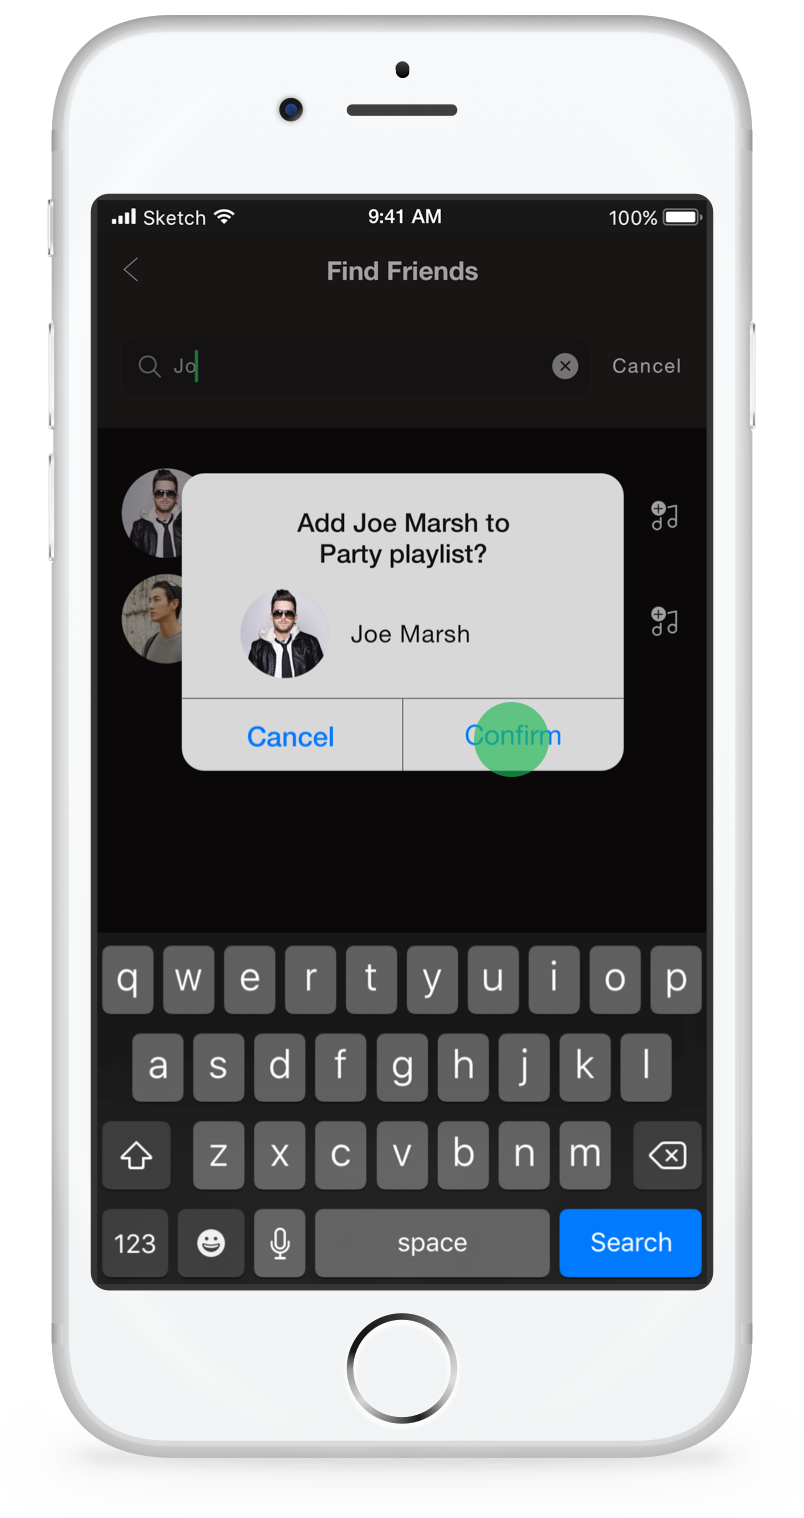 Sketch 9:41 AM 100%
Find Friends
Jo Cancel
Add Joe Marsh to
Party playlist?
Joe Marsh
Cancel Confirm
q w e r t y u i o p
a s d f g h j k l
z x c v b n m
123 space Search